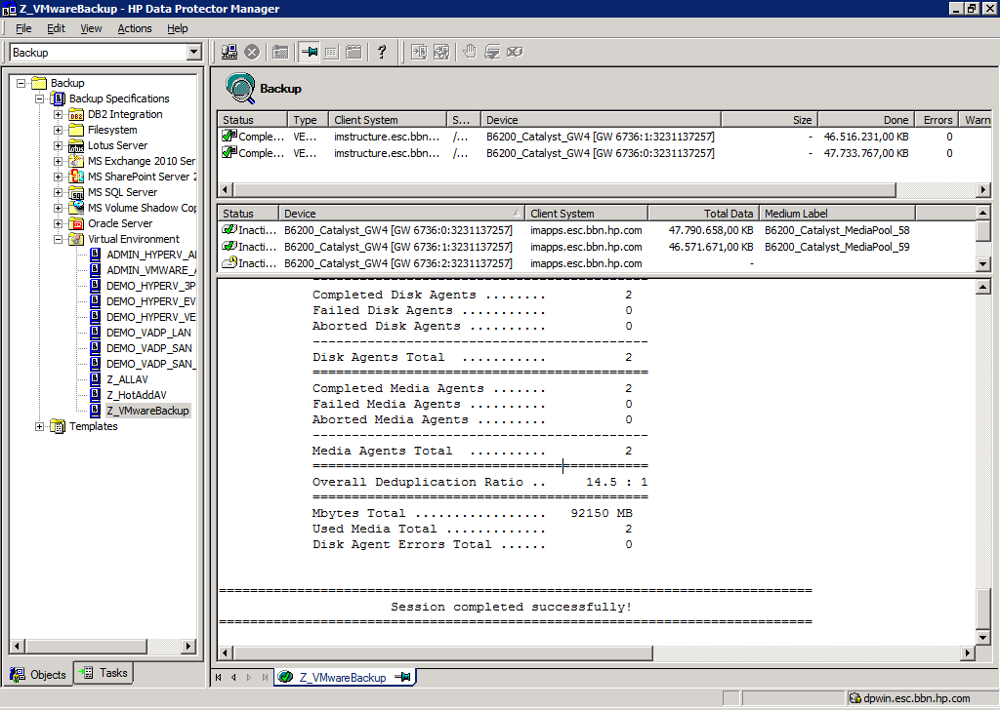 Z_VMwareBackup - HP Data Protector Manager
File Edit View Actions Help
Backup
Backup
Backup Specifications
DB2 Integration
Filesystem
Lotus Server
MS Exchange 2010 Ser
MS SharePoint Server 2
MS SQL Server
MS Volume Shadow Cop
Oracle Server
Virtual Environment
ADMIN_HYPERV_Al
ADMIN_VMWARE_A
DEMO_HYPERV_3P
DEMO_HYPERV_EV
DEMO_HYPERV_VE
DEMO_VADP_LAN
DEMO_VADP_SAN
DEMO_VADP_SAN_
Z_ALLAV
Z_HotAddAV
Z_VMwareBackup
Templates
Objects Tasks
Backup
Status Type Client System S... Device Size Done Errors Warn
Comple... VE... imstructure.esc.bbn... /... B6200_Catalyst_GW4 [GW 6736:1:3231137257] - 46.516.231,00 KB 0
Comple... VE... imstructure.esc.bbn... /... B6200_Catalyst_GW4 [GW 6736:0:3231137257] - 47.733.767,00 KB 0
Status Device Client System Total Data Medium Label
Inacti... B6200_Catalyst_GW4 [GW 6736:0:3231137257] imapps.esc.bbn.hp.com 47.790.658,00 KB B6200_Catalyst_MediaPool_58
Inacti... B6200_Catalyst_GW4 [GW 6736:1:3231137257] imapps.esc.bbn.hp.com 46.571.671,00 KB B6200_Catalyst_MediaPool_59
Inacti... B6200_Catalyst_GW4 [GW 6736:2:3231137257] imapps.esc.bbn.hp.com -
Completed Disk Agents ........ 2
Failed Disk Agents ........... 0
Aborted Disk Agents .......... 0
-------------------------------------------
Disk Agents Total ........... 2
===========================================
Completed Media Agents ....... 2
Failed Media Agents .......... 0
Aborted Media Agents ......... 0
-------------------------------------------
Media Agents Total .......... 2
===========================================
Overall Deduplication Ratio .. 14.5 : 1
===========================================
Mbytes Total ................. 92150 MB
Used Media Total ............. 2
Disk Agent Errors Total ...... 0
============================================================================
Session completed successfully!
============================================================================
Z_VMwareBackup
dpwin.esc.bbn.hp.com